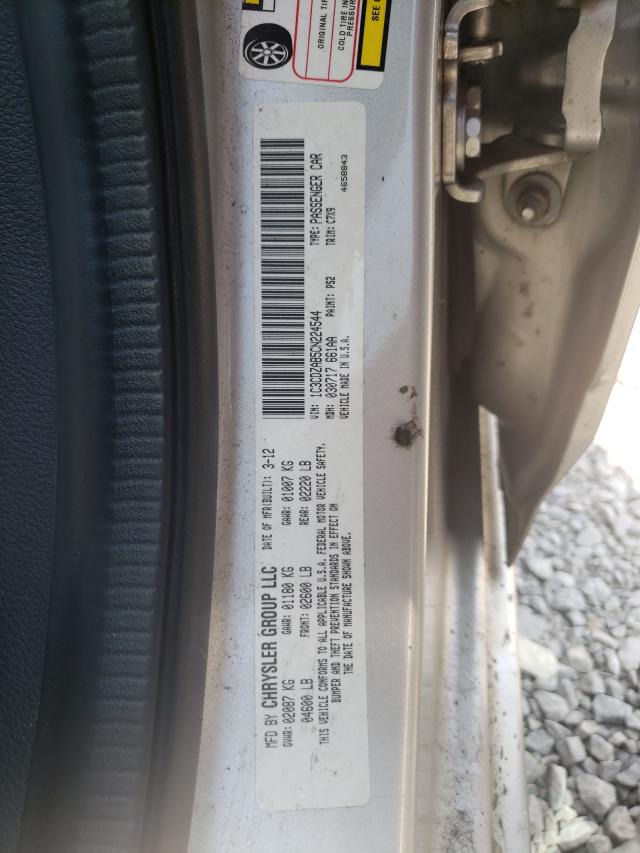 ORIGINAL TI
COLD TIRE IN
PRESSUR
SEE
MFD BY CHRYSLER GROUP LLC
DATE OF MFR(BUILT): 3-12
GVWR: 02087 KG
GAWR: 01180 KG
GAWR: 01007 KG
04600 LB
FRONT: 02600 LB
REAR: 02220 LB
THIS VEHICLE CONFORMS TO ALL APPLICABLE U.S.A. FEDERAL MOTOR VEHICLE SAFETY,
BUMPER AND THEFT PREVENTION STANDARDS IN EFFECT ON
THE DATE OF MANUFACTURE SHOWN ABOVE.
VIN: 1C3CDZAB5CN224544
TYPE: PASSENGER CAR
MDH: 030717 661AA
PAINT: PS2
TRIM: C7X9
VEHICLE MADE IN U.S.A.
4658843